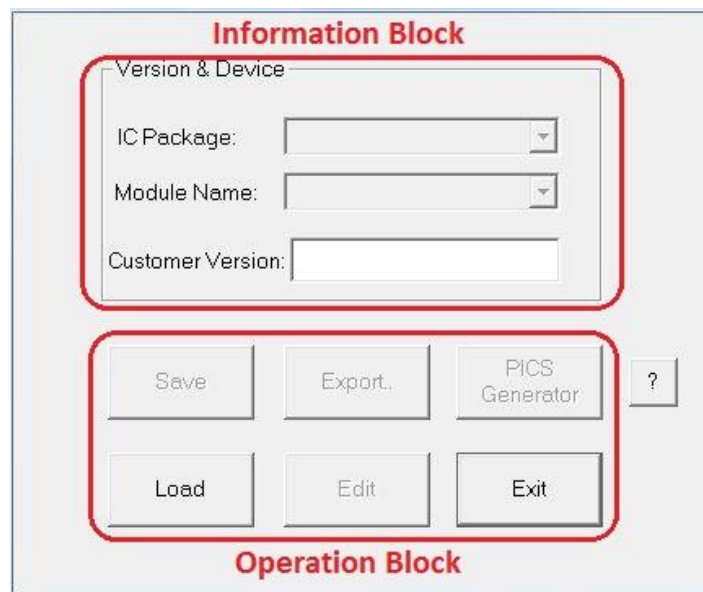 Information Block
Version & Device
IC Package:
Module Name:
Customer Version:
Save
Export..
PICS
Generator
?
Load
Edit
Exit
Operation Block